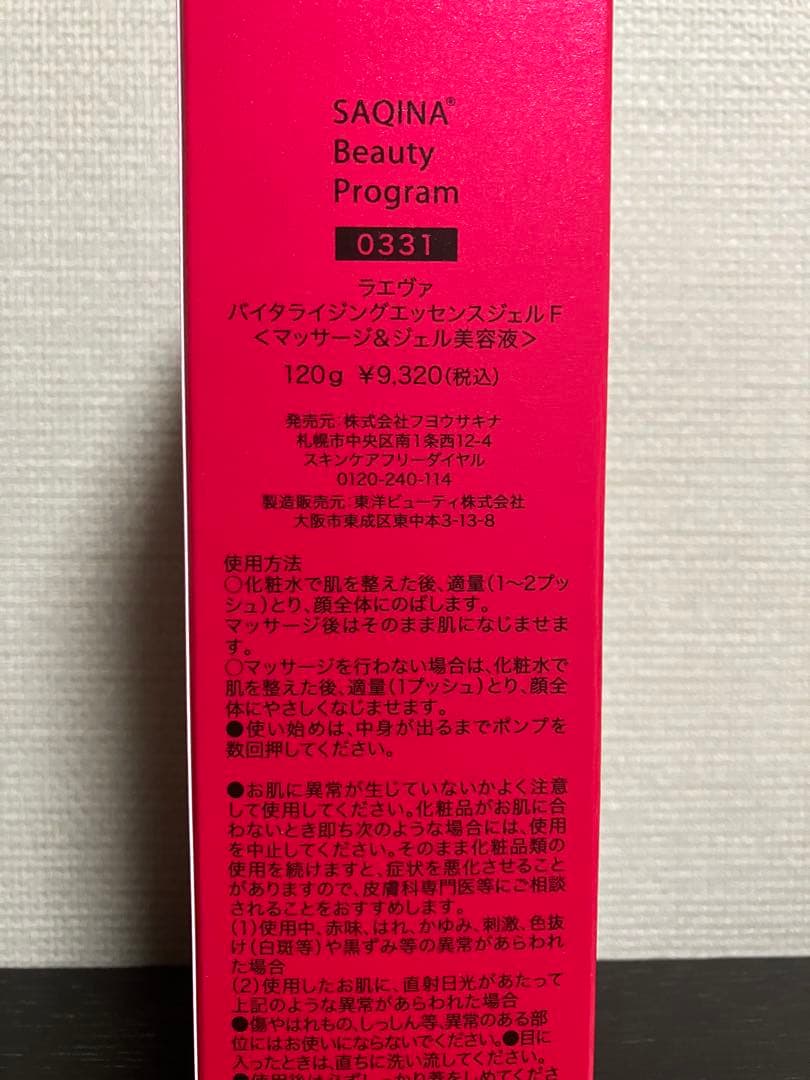 SAQINA®
Beauty
Program
0331
ラエヴァ
バイタライジングエッセンスジェルF
<マッサージ&ジェル美容液>
120g ¥9,320(税込)
発売元:株式会社フヨウサキナ
札幌市中央区南1条西12-4
スキンケアフリーダイヤル
0120-240-114
製造販売元:東洋ビューティ株式会社
大阪市東成区東中本3-13-8
使用方法
○化粧水で肌を整えた後、適量(1〜2プッ
シュ)とり、顔全体にのばします。
マッサージ後はそのまま肌になじませま
す。
○マッサージを行わない場合は、化粧水で
肌を整えた後、適量(1プッシュ)とり、顔全
体にやさしくなじませます。
●使い始めは、中身が出るまでポンプを
数回押してください。
●お肌に異常が生じていないかよく注意
して使用してください。化粧品がお肌に合
わないとき即ち次のような場合には、使用
を中止してください。そのまま化粧品類の
使用を続けますと、症状を悪化させること
がありますので、皮膚科専門医等にご相談
されることをおすすめします。
(1)使用中、赤味、はれ、かゆみ、刺激、色抜
け(白斑等)や黒ずみ等の異常があらわれ
た場合
(2)使用したお肌に、直射日光があたって
上記のような異常があらわれた場合
●傷やはれもの、しっしん等、異常のある部
位にはお使いにならないでください。●目に
入ったときは、直ちに洗い流してください。
●使用後は必ずしっかり蓋をしめてくださ